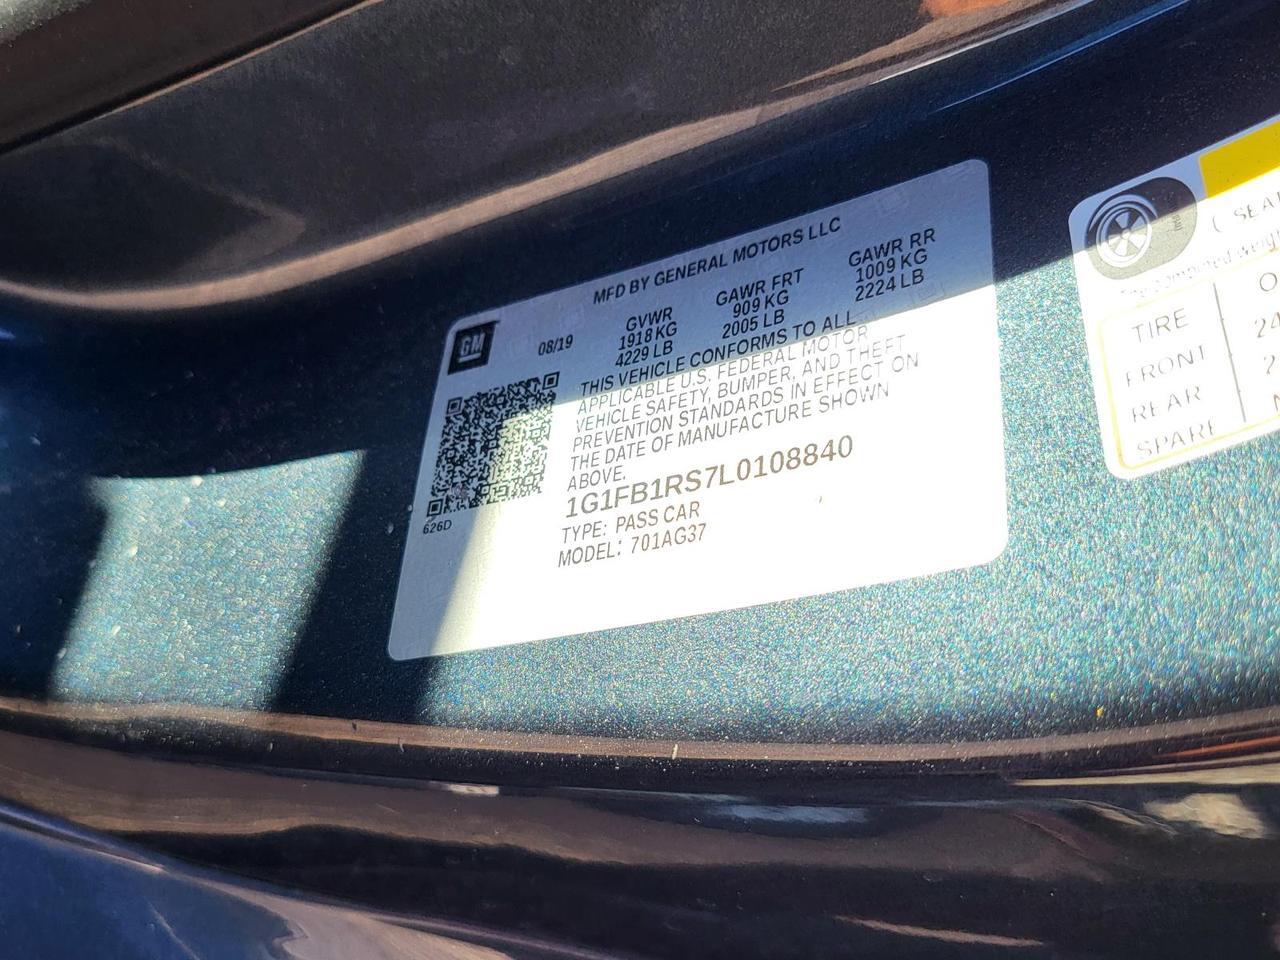 MFD BY GENERAL MOTORS LLC
GM
08/19
GVWR
1918 KG
4229 LB
GAWR FRT
909 KG
2005 LB
GAWR RR
1009 KG
2224 LB
THIS VEHICLE CONFORMS TO ALL
APPLICABLE U.S. FEDERAL MOTOR
VEHICLE SAFETY, BUMPER, AND THEFT
PREVENTION STANDARDS IN EFFECT ON
THE DATE OF MANUFACTURE SHOWN
ABOVE.
626D
1G1FB1RS7L0108840
TYPE: PASS CAR
MODEL: 701AG37
TIRE
FRONT
REAR
SPARE